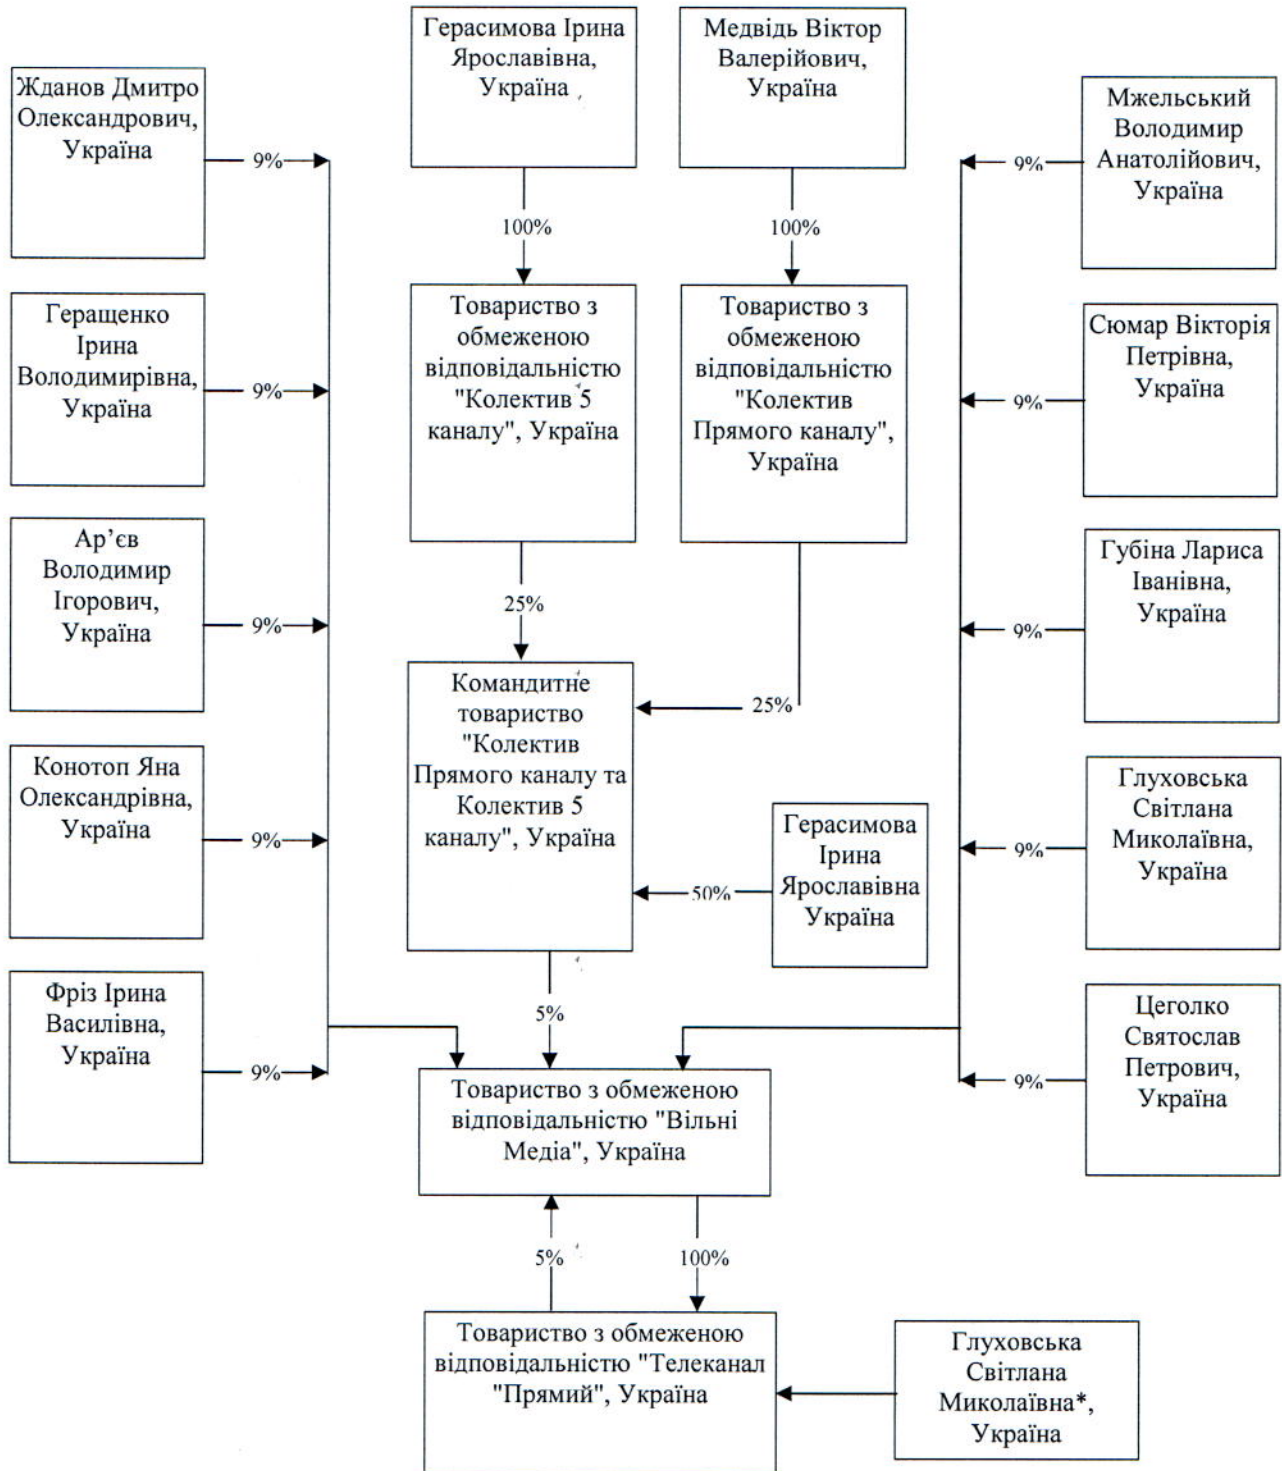 Герасимова Ірина
Ярославівна,
Україна
100%
Медвідь Віктор
Валерійович,
Україна
100%
Жданов Дмитро
Олександрович,
Україна
9%
Геращенко
Ірина
Володимирівна,
Україна
9%
Ар’єв
Володимир
Ігорович,
Україна
9%
Конотоп Яна
Олександрівна,
Україна
9%
Фріз Ірина
Василівна,
Україна
9%
Товариство з
обмеженою
відповідальністю
"Колектив 5
каналу", Україна
25%
Товариство з
обмеженою
відповідальністю
"Колектив
Прямого каналу",
Україна
25%
Командитне
товариство
"Колектив
Прямого каналу та
Колектив 5
каналу", Україна
Герасимова
Ірина
Ярославівна
Україна
50%
5%
Мжельський
Володимир
Анатолійович,
Україна
9%
Сюмар Вікторія
Петрівна,
Україна
9%
Губіна Лариса
Іванівна,
Україна
9%
Глуховська
Світлана
Миколаївна,
Україна
9%
Цеголко
Святослав
Петрович,
Україна
9%
Товариство з обмеженою
відповідальністю "Вільні
Медіа", Україна
5%
100%
Товариство з обмеженою
відповідальністю "Телеканал
"Прямий", Україна
Глуховська
Світлана
Миколаївна*,
Україна